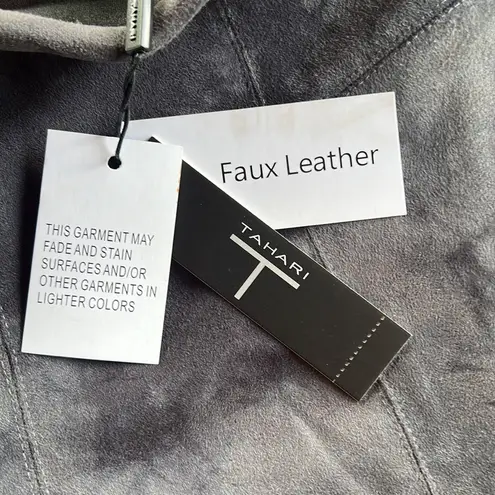 Faux Leather
THIS GARMENT MAY
FADE AND STAIN
SURFACES AND/OR
OTHER GARMENTS IN
LIGHTER COLORS
TAHARI
T